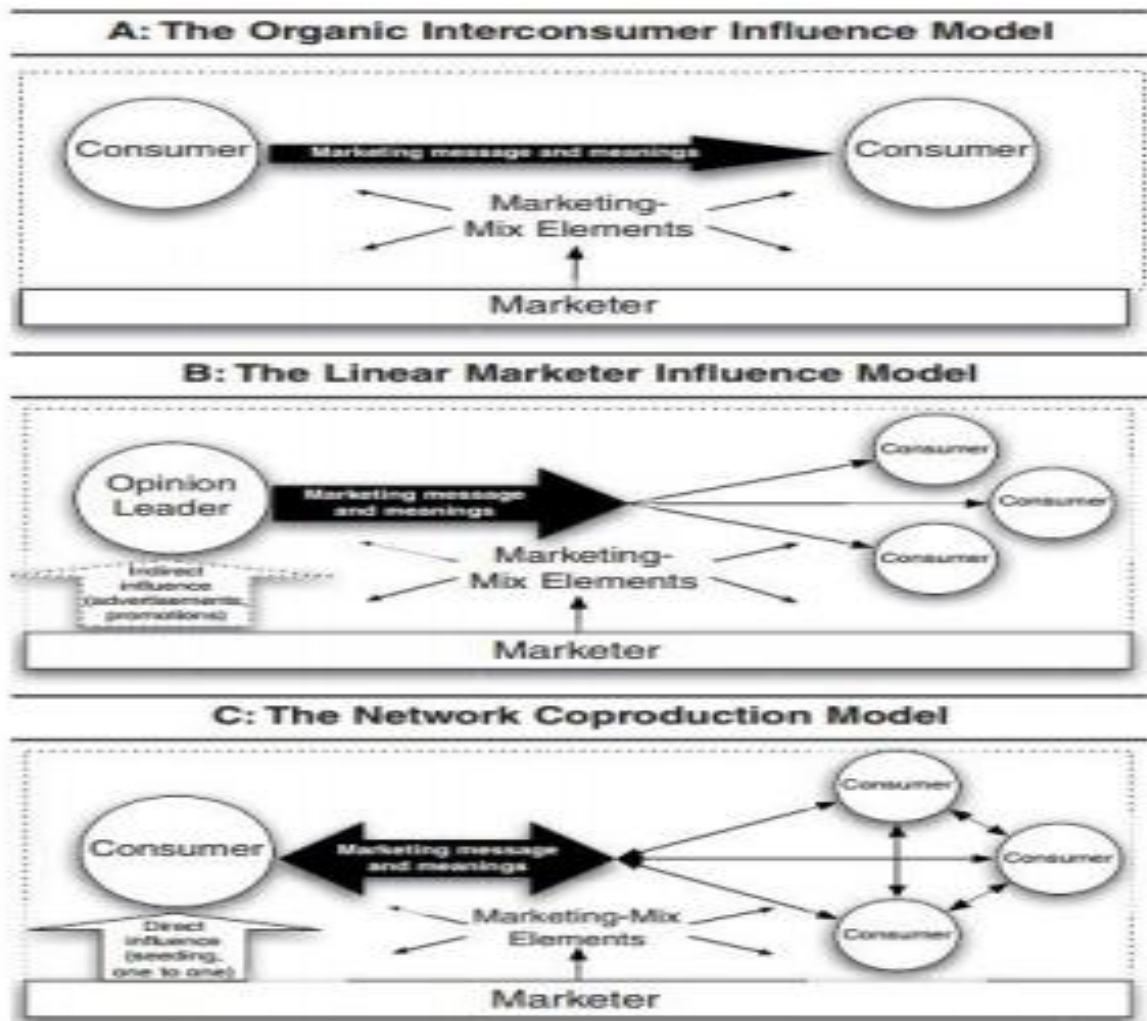 A: The Organic Interconsumer Influence Model
Consumer
Marketing message and meanings
Consumer
Marketing-
Mix Elements
Marketer
B: The Linear Marketer Influence Model
Opinion
Leader
Marketing message
and meanings
Consumer
Consumer
Consumer
Indirect
influence
(advertisements,
promotions)
Marketing-
Mix Elements
Marketer
C: The Network Coproduction Model
Consumer
Marketing message
and meanings
Consumer
Consumer
Consumer
Direct
influence
(seeding,
one to one)
Marketing-Mix
Elements
Marketer